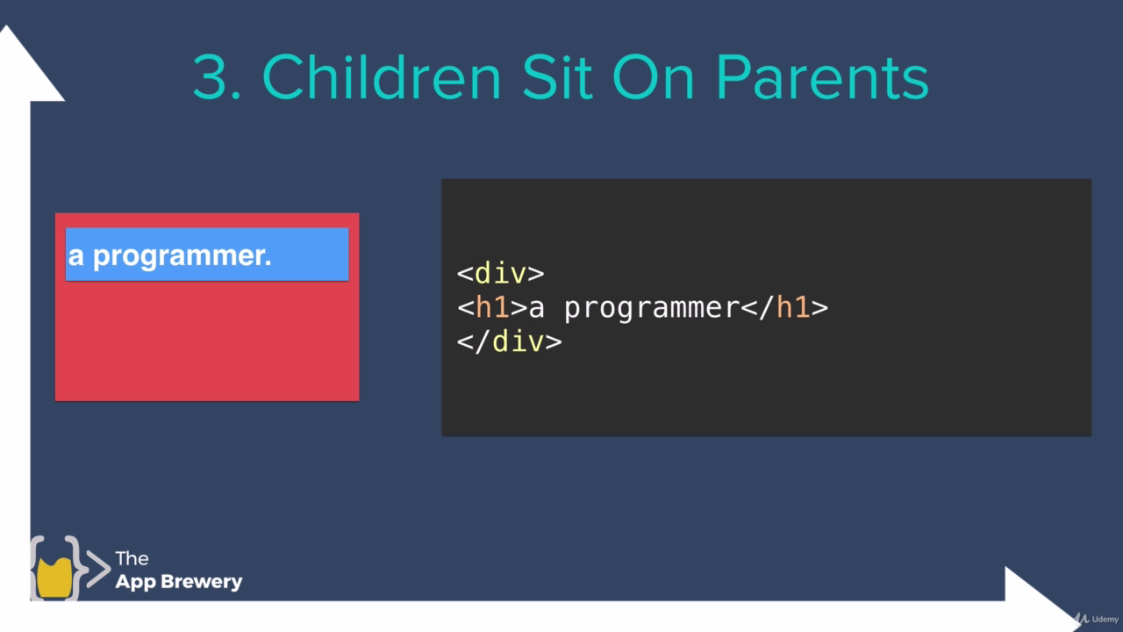 3. Children Sit On Parents
a programmer.
<div>
<h1>a programmer</h1>
</div>
The
App Brewery
Udemy